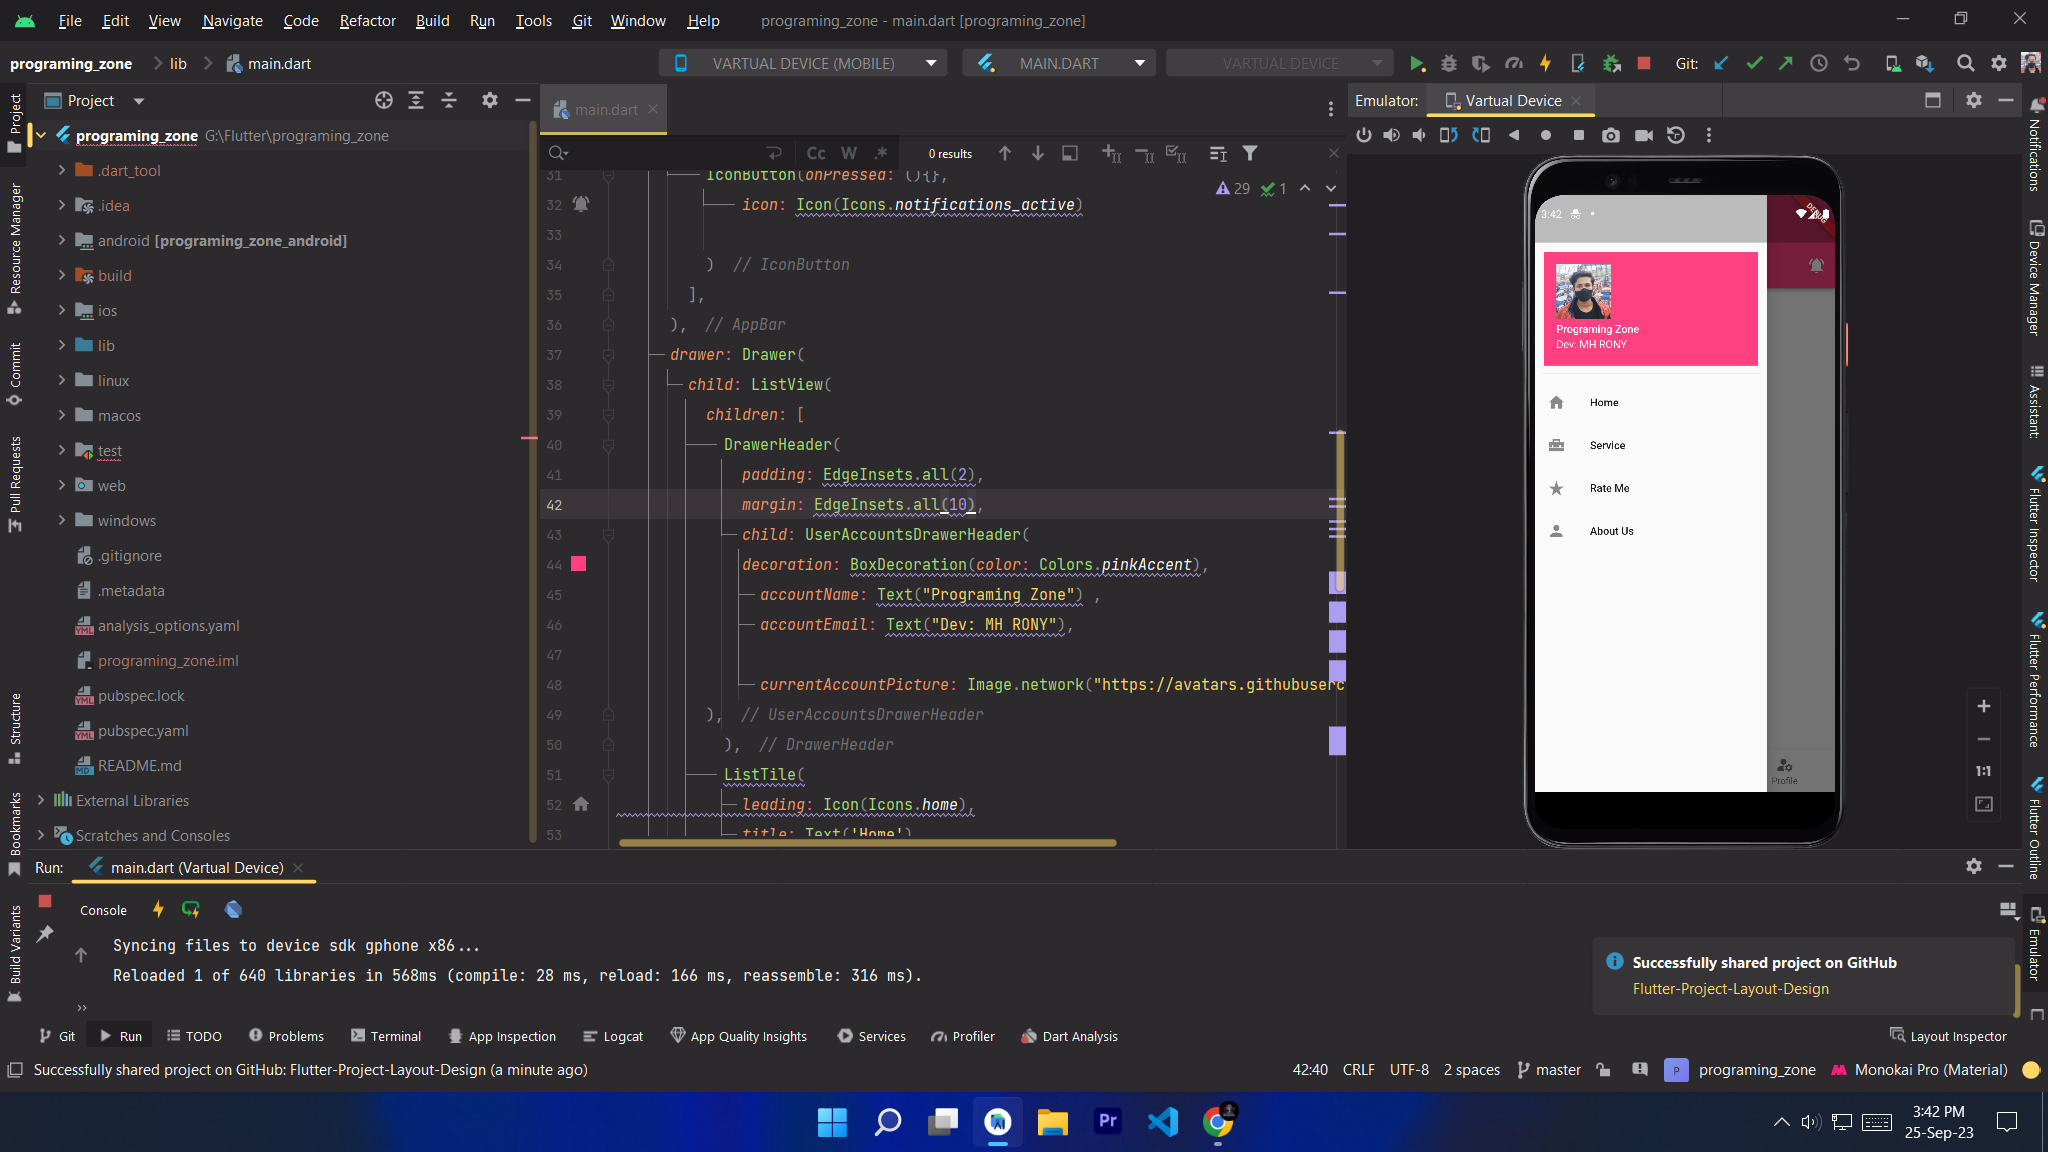 File Edit View Navigate Code Refactor Build Run Tools Git Window Help programing_zone - main.dart [programing_zone]
programing_zone lib main.dart VARTUAL DEVICE (MOBILE) MAIN.DART VARTUAL DEVICE Git:
Project
main.dart
Emulator: Vartual Device
programing_zone G:\Flutter\programing_zone
.dart_tool
.idea
android [programing_zone_android]
build
ios
lib
linux
macos
test
web
windows
.gitignore
.metadata
analysis_options.yaml
programing_zone.iml
pubspec.lock
pubspec.yaml
README.md
External Libraries
Scratches and Consoles
Project
Resource Manager
Commit
Pull Requests
Structure
Bookmarks
Build Variants
Cc W .* 0 results
29 1
31 IconButton(onPressed: (){},
32 icon: Icon(Icons.notifications_active)
33
34 ) // IconButton
35 ],
36 ), // AppBar
37 drawer: Drawer(
38 child: ListView(
39 children: [
40 DrawerHeader(
41 padding: EdgeInsets.all(2),
42 margin: EdgeInsets.all(10),
43 child: UserAccountsDrawerHeader(
44 decoration: BoxDecoration(color: Colors.pinkAccent),
45 accountName: Text("Programing Zone") ,
46 accountEmail: Text("Dev: MH RONY"),
47
48 currentAccountPicture: Image.network("https://avatars.githubuserc
49 ), // UserAccountsDrawerHeader
50 ), // DrawerHeader
51 ListTile(
52 leading: Icon(Icons.home),
53 title: Text('Home')
3:42
DEBUG
Programing Zone
Dev: MH RONY
Home
Service
Rate Me
About Us
Profile
1:1
Notifications
Device Manager
Assistant:
Flutter Inspector
Flutter Performance
Flutter Outline
Emulator
Run: main.dart (Vartual Device)
Console
Syncing files to device sdk gphone x86...
Reloaded 1 of 640 libraries in 568ms (compile: 28 ms, reload: 166 ms, reassemble: 316 ms).
Successfully shared project on GitHub
Flutter-Project-Layout-Design
Git Run TODO Problems Terminal App Inspection Logcat App Quality Insights Services Profiler Dart Analysis Layout Inspector
Successfully shared project on GitHub: Flutter-Project-Layout-Design (a minute ago) 42:40 CRLF UTF-8 2 spaces master P programing_zone Monokai Pro (Material)
Pr
3:42 PM
25-Sep-23